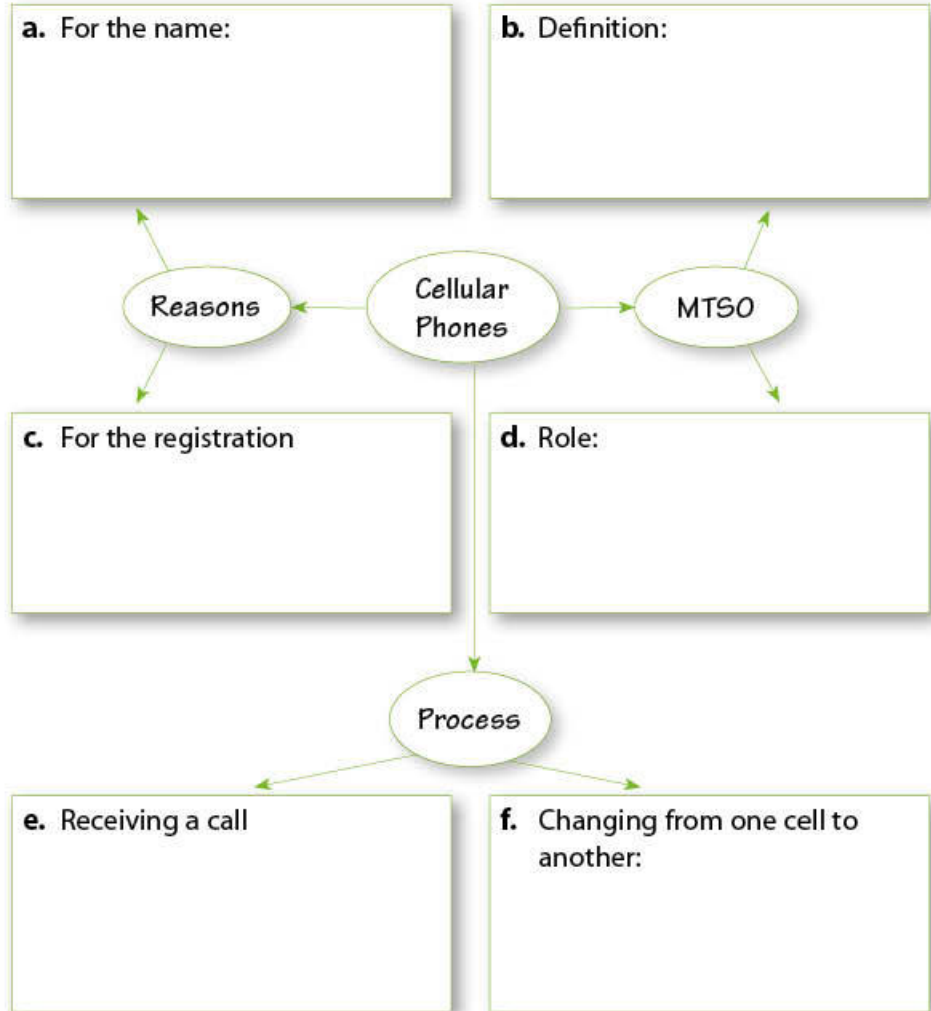 a. For the name:
b. Definition:
Reasons
Cellular
Phones
MTSO
c. For the registration
d. Role:
Process
e. Receiving a call
f. Changing from one cell to
another: